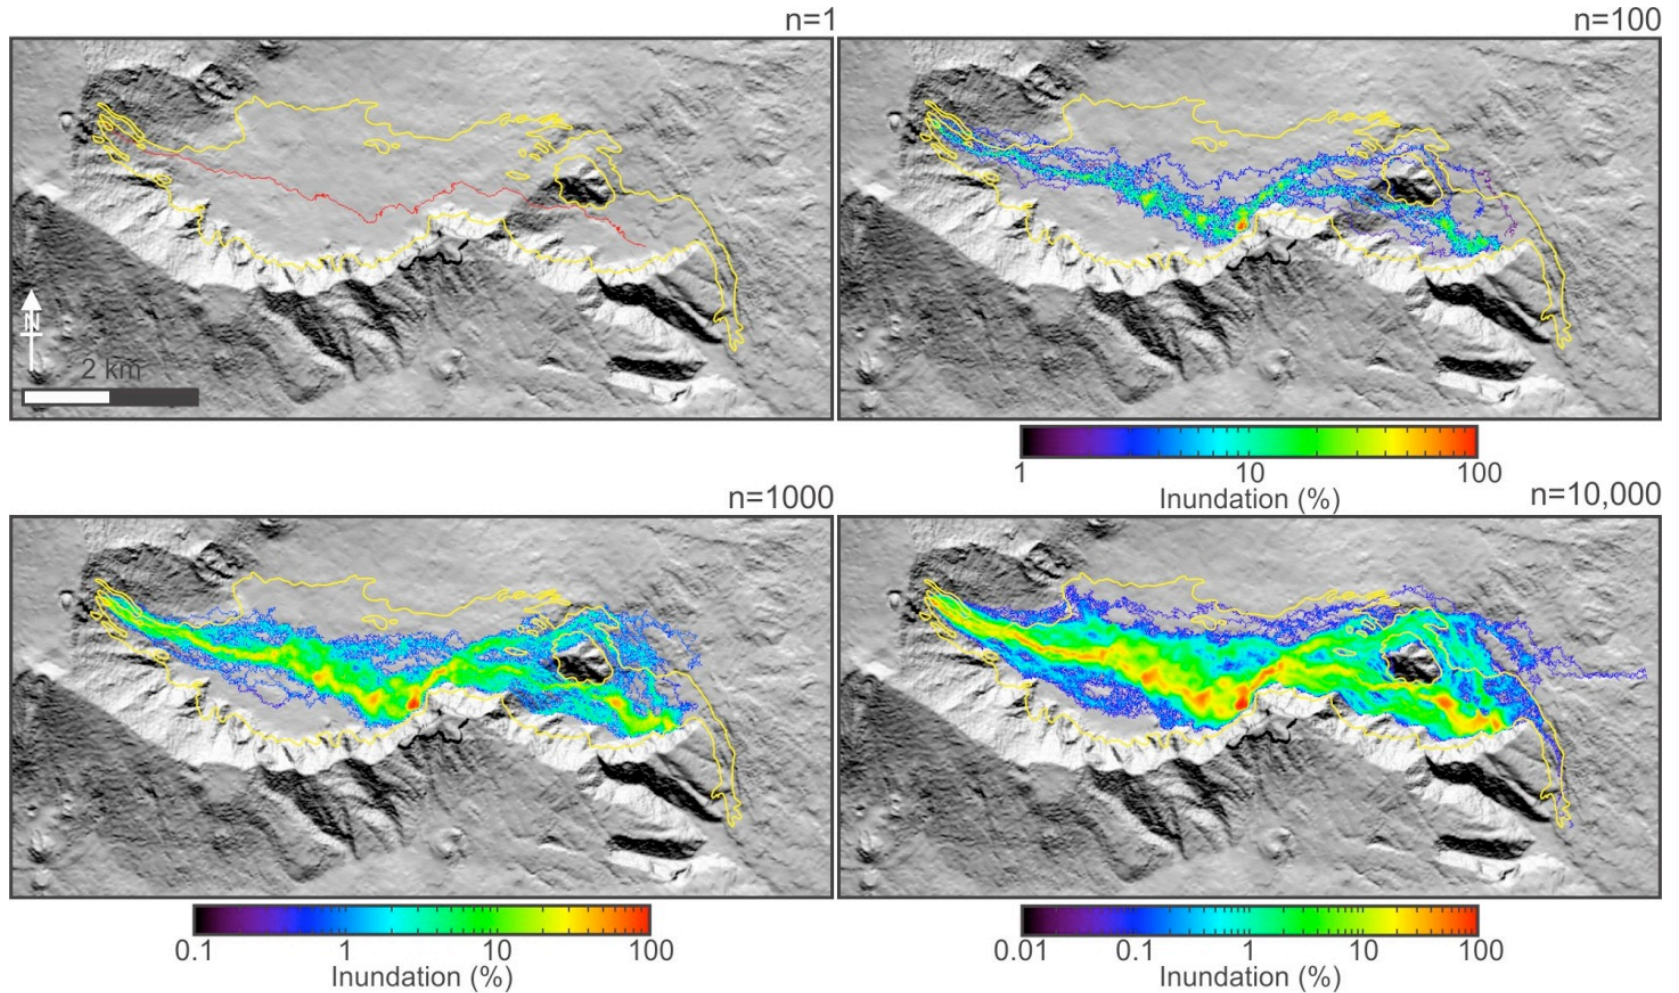 n=1
n=100
N
2 km
1 10 100
Inundation (%)
n=1000
n=10,000
0.1 1 10 100
Inundation (%)
0.01 0.1 1 10 100
Inundation (%)